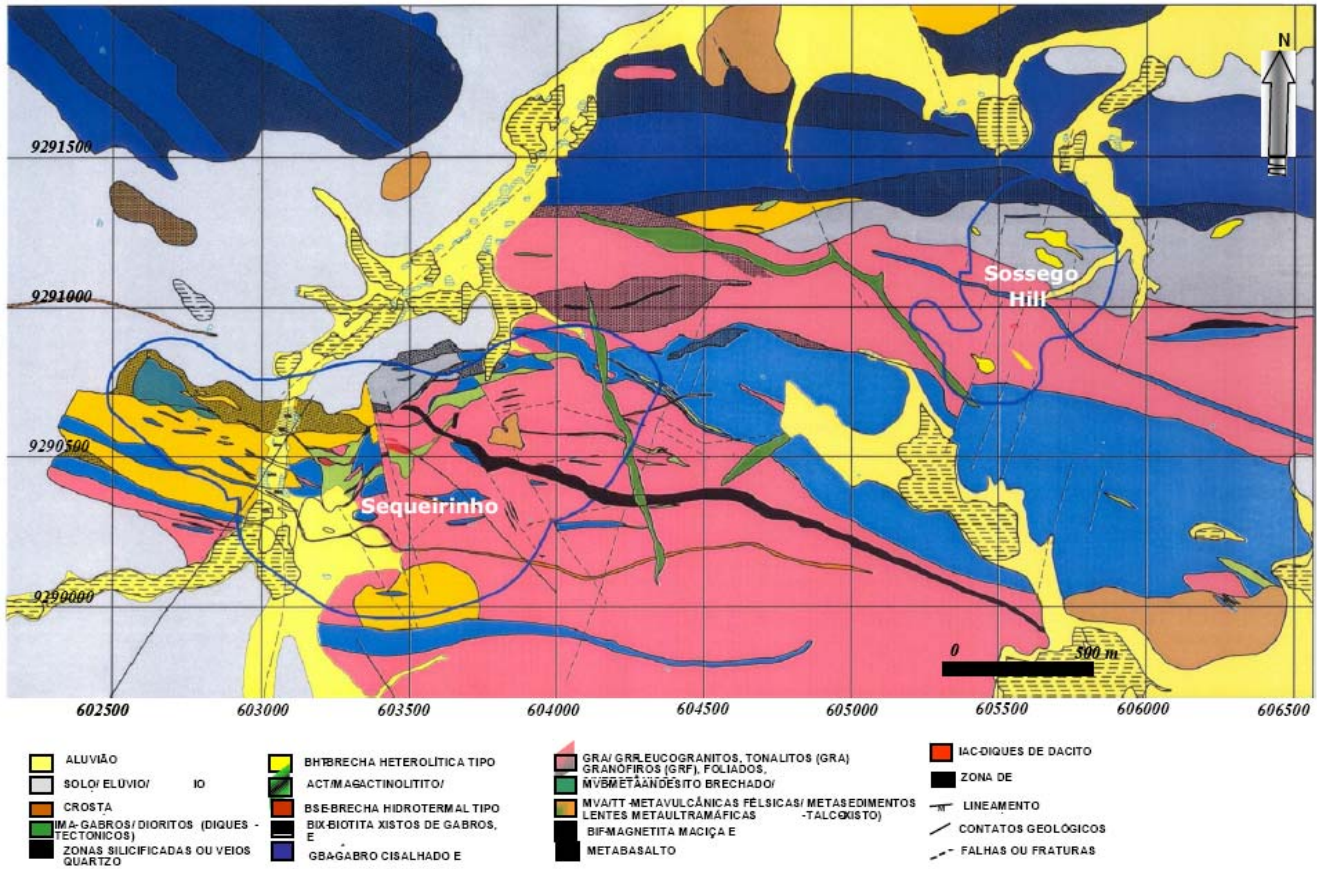 N
9291500
Sossego
Hill
9291000
9290500
Sequeirinho
9290000
0 500 m
602500 603000 603500 604000 604500 605000 605500 606000 606500
ALUVIÃO
SOLO/ ELÚVIO/ IO
CROSTA
IMA-GABROS/ DIORITOS (DIQUES -
TECTONICOS)
ZONAS SILICIFICADAS OU VEIOS
QUARTZO
BHTBRECHA HETEROLÍTICA TIPO
ACT/MAGACTINOLITITO/
BSE-BRECHA HIDROTERMAL TIPO
BIX-BIOTITA XISTOS DE GABROS,
E
GBAGABRO CISALHADO E
GRA/ GRFLEUCOGRANITOS, TONALITOS (GRA)
GRANÓFIROS (GRF), FOLIADOS,
MVBMETAANDESITO BRECHADO/
MVA/TT -METAVULCÂNICAS FÉLSICAS/ METASEDIMENTOS
LENTES METAULTRAMÁFICAS -TALCOXISTO)
BIF-MAGNETITA MACIÇA E
METABASALTO
IAC-DIQUES DE DACITO
ZONA DE
M LINEAMENTO
CONTATOS GEOLÓGICOS
FALHAS OU FRATURAS